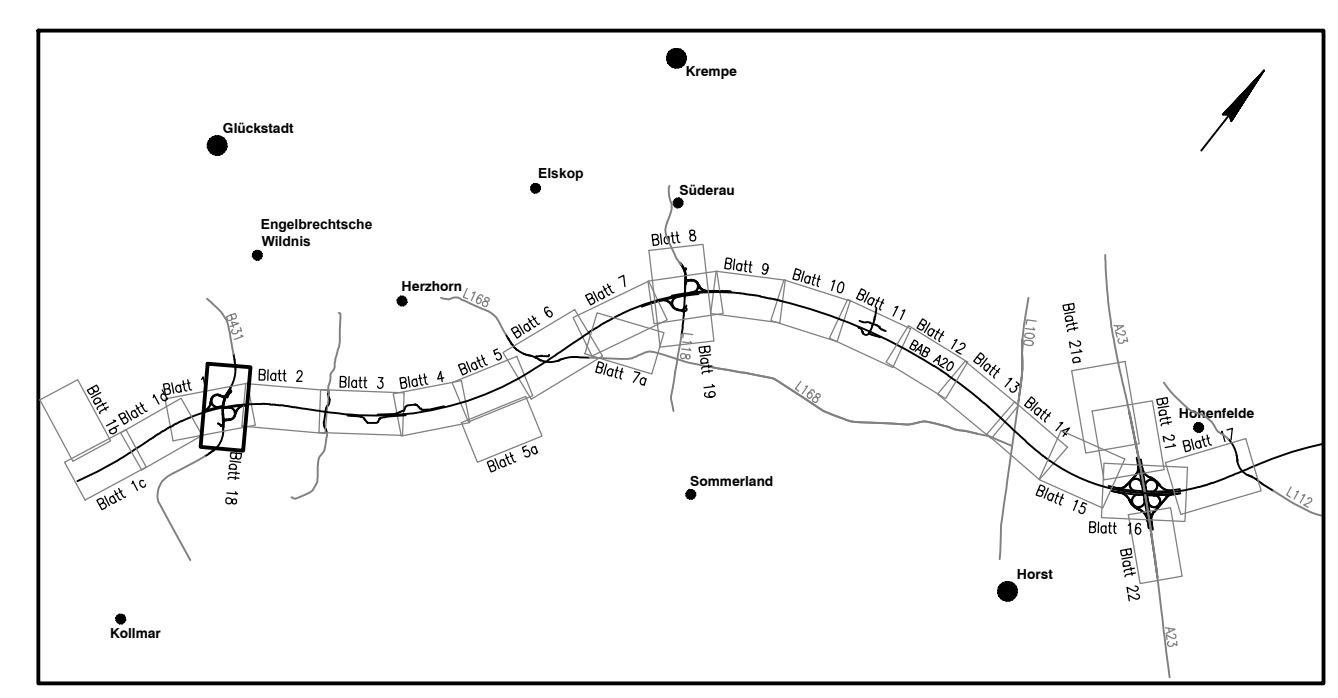 Krempe
Glückstadt
Elskop
Süderau
Engelbrechtsche
Wildnis
Herzhorn
L168
B431
Blatt 8
Blatt 9
Blatt 10
Blatt 11
Blatt 12
BAB A20
Blatt 13
Blatt 14
Blatt 7
Blatt 6
Blatt 5
Blatt 4
Blatt 3
Blatt 2
Blatt 1
Blatt 1a
Blatt 1b
Blatt 1c
Blatt 18
Blatt 5a
Blatt 7a
L118
Blatt 19
L168
L100
Blatt 21a
A23
Blatt 21
Hohenfelde
Blatt 17
L112
Blatt 15
Blatt 16
Blatt 22
A23
Sommerland
Horst
Kollmar